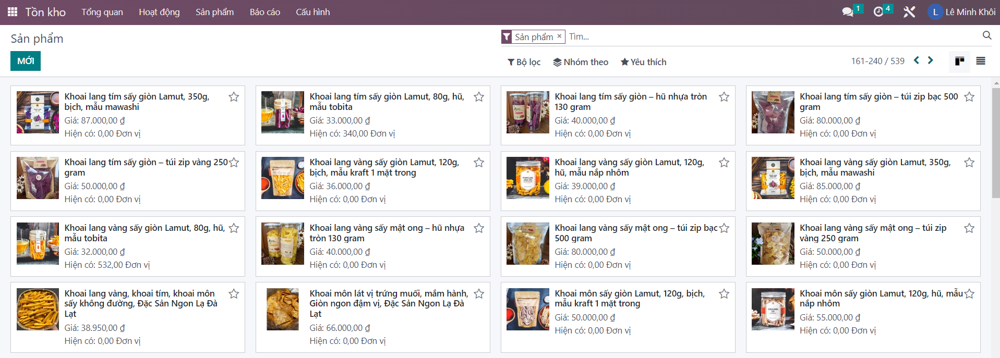 Tồn kho Tổng quan Hoạt động Sản phẩm Báo cáo Cấu hình 1 4 L Lê Minh Khôi
Sản phẩm
Sản phẩm × Tìm...
MỚI
Bộ lọc Nhóm theo Yêu thích 161-240 / 539
Khoai lang tím sấy giòn Lamut, 350g,
bịch, mẫu mawashi
Giá: 87.000,00 ₫
Hiện có: 0,00 Đơn vị
Khoai lang tím sấy giòn Lamut, 80g, hũ,
mẫu tobita
Giá: 33.000,00 ₫
Hiện có: 340,00 Đơn vị
Khoai lang tím sấy giòn – hũ nhựa tròn
130 gram
Giá: 40.000,00 ₫
Hiện có: 0,00 Đơn vị
Khoai lang tím sấy giòn – túi zip bạc 500
gram
Giá: 80.000,00 ₫
Hiện có: 0,00 Đơn vị
Khoai lang tím sấy giòn – túi zip vàng 250
gram
Giá: 50.000,00 ₫
Hiện có: 0,00 Đơn vị
Khoai lang vàng sấy giòn Lamut, 120g,
bịch, mẫu kraft 1 mặt trong
Giá: 36.000,00 ₫
Hiện có: 0,00 Đơn vị
Khoai lang vàng sấy giòn Lamut, 120g,
hũ, mẫu nắp nhôm
Giá: 39.000,00 ₫
Hiện có: 0,00 Đơn vị
Khoai lang vàng sấy giòn Lamut, 350g,
bịch, mẫu mawashi
Giá: 85.000,00 ₫
Hiện có: 0,00 Đơn vị
Khoai lang vàng sấy giòn Lamut, 80g, hũ,
mẫu tobita
Giá: 32.000,00 ₫
Hiện có: 532,00 Đơn vị
Khoai lang vàng sấy mật ong – hũ nhựa
tròn 130 gram
Giá: 40.000,00 ₫
Hiện có: 0,00 Đơn vị
Khoai lang vàng sấy mật ong – túi zip bạc
500 gram
Giá: 80.000,00 ₫
Hiện có: 0,00 Đơn vị
Khoai lang vàng sấy mật ong – túi zip
vàng 250 gram
Giá: 50.000,00 ₫
Hiện có: 0,00 Đơn vị
Khoai lang vàng, khoai tím, khoai môn
sấy không đường, Đặc Sản Ngon Lạ Đà
Lạt
Giá: 38.950,00 ₫
Hiện có: 0,00 Đơn vị
Khoai môn lát vị trứng muối, mắm hành,
Giòn ngon đậm vị, Đặc Sản Ngon Lạ Đà
Lạt
Giá: 66.000,00 ₫
Hiện có: 0,00 Đơn vị
Khoai môn sấy giòn Lamut, 120g, bịch,
mẫu kraft 1 mặt trong
Giá: 50.000,00 ₫
Hiện có: 0,00 Đơn vị
Khoai môn sấy giòn Lamut, 120g, hũ, mẫu
nắp nhôm
Giá: 55.000,00 ₫
Hiện có: 0,00 Đơn vị